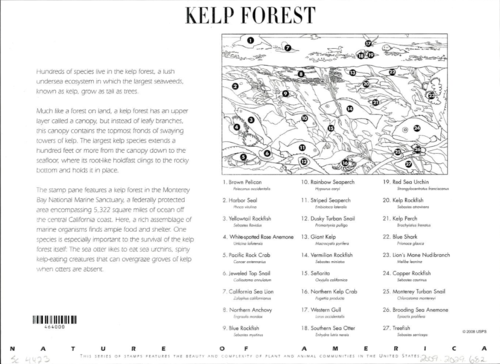 KELP FOREST
Hundreds of species live in the kelp forest, a lush
undersea ecosystem in which the largest seaweeds,
known as kelp, grow as tall as trees.
Much like a forest on land, a kelp forest has an upper
layer called a canopy, but instead of leafy branches,
this canopy contains the topmost fronds of swaying
towers of kelp. The largest kelp species extends a
hundred feet or more from the canopy down to the
seafloor, where its root-like holdfast clings to the rocky
bottom and holds it in place.
The stamp pane features a kelp forest in the Monterey
Bay National Marine Sanctuary, a federally protected
area encompassing 5,322 square miles of ocean off
the central California coast. Here, a rich assemblage of
marine organisms finds ample food and shelter. One
species is especially important to the survival of the kelp
forest itself: The sea otter likes to eat sea urchins, spiny
kelp-eating creatures that can overgraze groves of kelp
when otters are absent.
1. Brown Pelican
Pelecanus occidentalis
2. Harbor Seal
Phoca vitulina
3. Yellowtail Rockfish
Sebastes flavidus
4. White-spotted Rose Anemone
Urticina lofotensis
5. Pacific Rock Crab
Cancer antennarius
6. Jeweled Top Snail
Calliostoma annulatum
7. California Sea Lion
Zalophus californianus
8. Northern Anchovy
Engraulis mordax
9. Blue Rockfish
Sebastes mystinus
10. Rainbow Seaperch
Hypsurus caryi
11. Striped Seaperch
Embiotoca lateralis
12. Dusky Turban Snail
Promartynia pulligo
13. Giant Kelp
Macrocystis pyrifera
14. Vermilion Rockfish
Sebastes miniatus
15. Señorita
Oxyjulis californica
16. Northern Kelp Crab
Pugettia producta
17. Western Gull
Larus occidentalis
18. Southern Sea Otter
Enhydra lutris nereis
19. Red Sea Urchin
Strongylocentrotus franciscanus
20. Kelp Rockfish
Sebastes atrovirens
21. Kelp Perch
Brachyistius frenatus
22. Blue Shark
Prionace glauca
23. Lion's Mane Nudibranch
Melibe leonina
24. Copper Rockfish
Sebastes caurinus
25. Monterey Turban Snail
26. Brooding Sea Anemone
Epiactis prolifera
27. Treefish
Sebastes serriceps
464000
NATURE OF AMERICA
THIS SERIES OF STAMPS FEATURES THE BEAUTY AND COMPLEXITY OF PLANT AND ANIMAL COMMUNITIES IN THE UNITED STATES